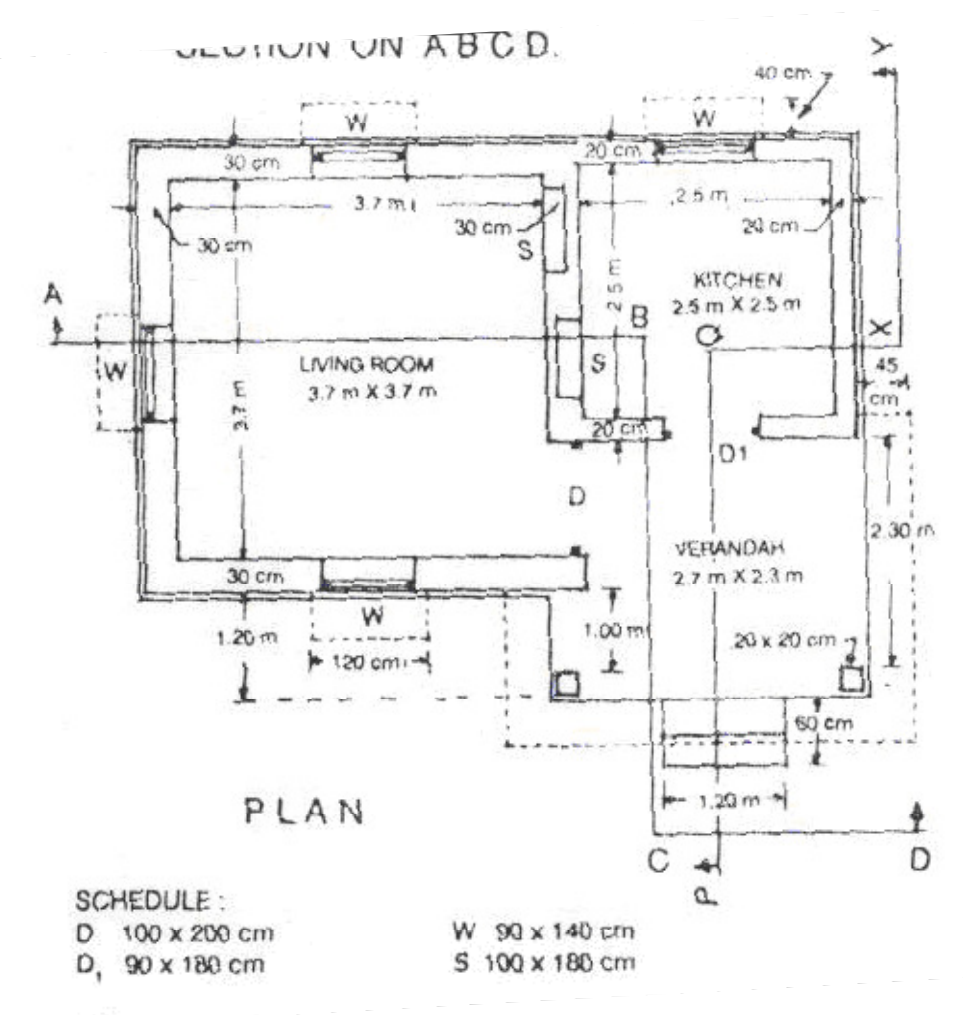 SECTION ON A B C D.
Y
40 cm
W
W
30 cm
20 cm
3.7 m
2.5 m
30 cm
30 cm
20 cm
S
2.5 m
KITCHEN
2.5 m X 2.5 m
A
B
Q
X
W
LIVING ROOM
3.7 m X 3.7 m
S
45
cm
3.7 m
20 cm
D1
D
2.30 m
VERANDAH
2.7 m X 2.3 m
30 cm
1.20 m
W
1.00 m
20 x 20 cm
120 cm
60 cm
1.20 m
PLAN
C
P
D
SCHEDULE :
D 100 x 200 cm
W 90 x 140 cm
D1 90 x 180 cm
S 100 x 180 cm